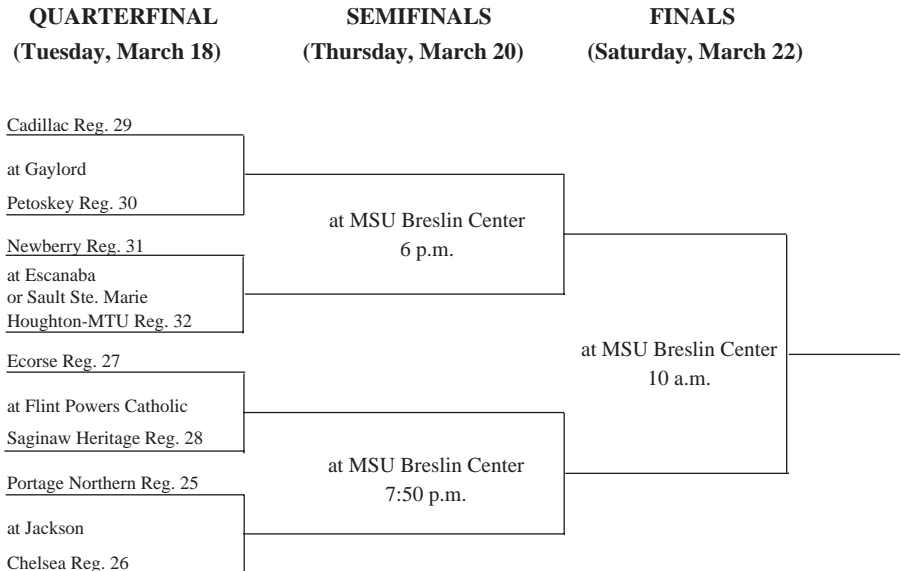 QUARTERFINAL
(Tuesday, March 18)
SEMIFINALS
(Thursday, March 20)
FINALS
(Saturday, March 22)
Cadillac Reg. 29
at Gaylord
Petoskey Reg. 30
Newberry Reg. 31
at Escanaba
or Sault Ste. Marie
Houghton-MTU Reg. 32
Ecorse Reg. 27
at Flint Powers Catholic
Saginaw Heritage Reg. 28
Portage Northern Reg. 25
at Jackson
Chelsea Reg. 26
at MSU Breslin Center
6 p.m.
at MSU Breslin Center
7:50 p.m.
at MSU Breslin Center
10 a.m.